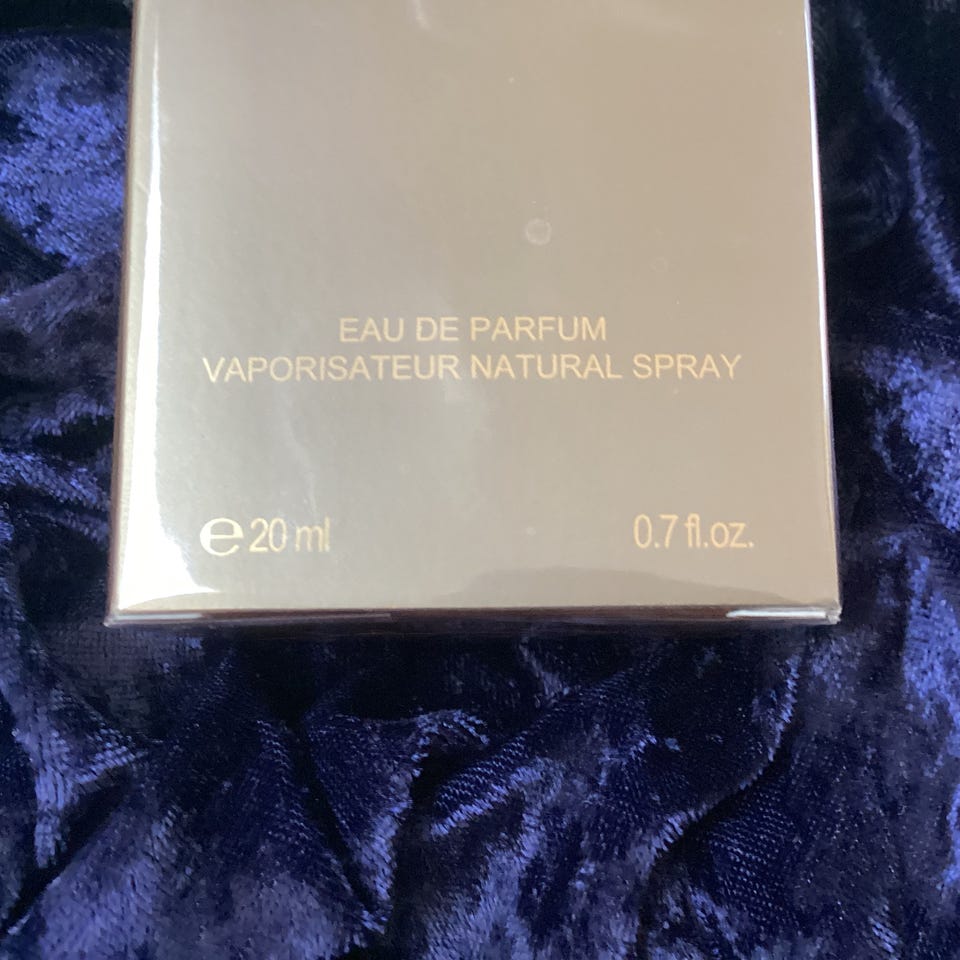 EAU DE PARFUM
VAPORISATEUR NATURAL SPRAY
℮20 ml 0.7 fl.oz.